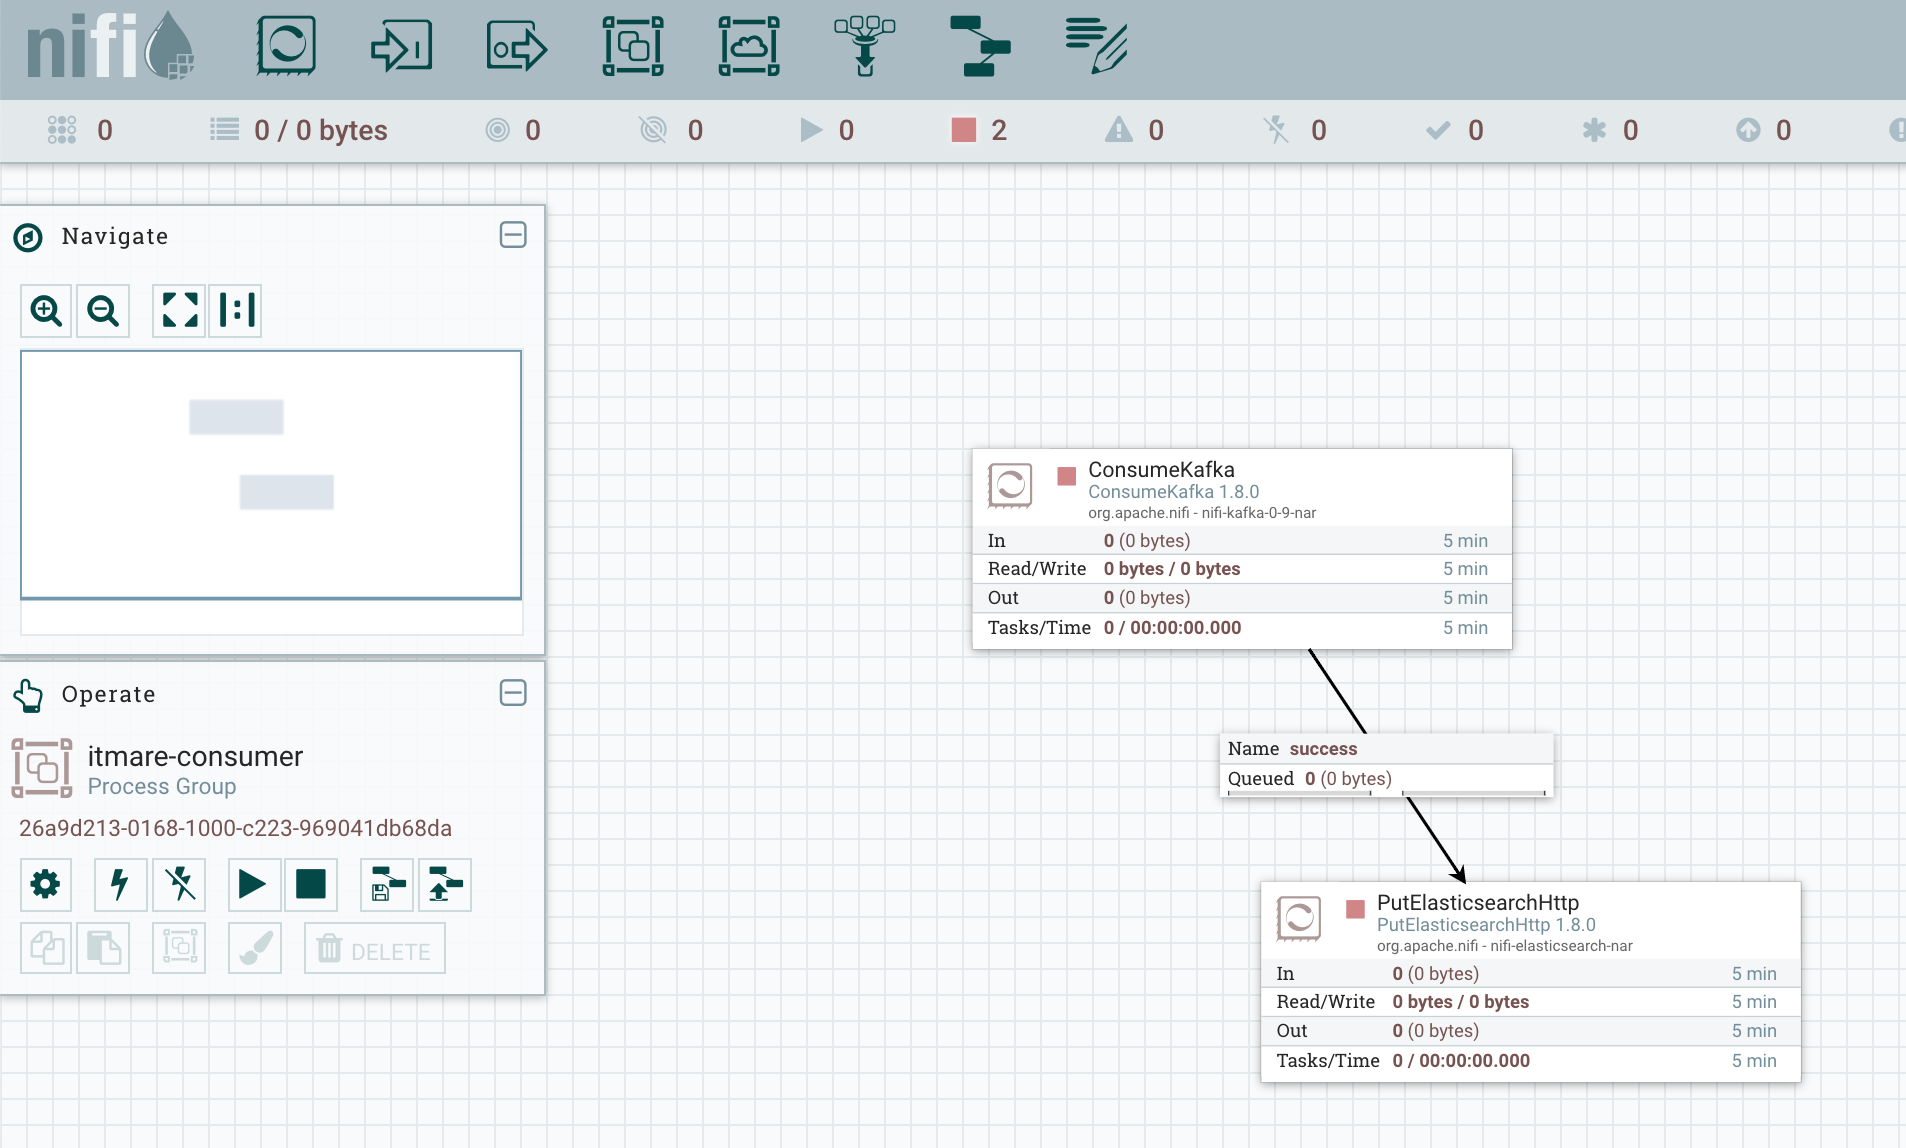 nifi
0
0 / 0 bytes
0
0
0
2
0
0
0
0
0
Navigate
Operate
itmare-consumer
Process Group
26a9d213-0168-1000-c223-969041db68da
DELETE
ConsumeKafka
ConsumeKafka 1.8.0
org.apache.nifi - nifi-kafka-0-9-nar
In 0 (0 bytes) 5 min
Read/Write 0 bytes / 0 bytes 5 min
Out 0 (0 bytes) 5 min
Tasks/Time 0 / 00:00:00.000 5 min
Name success
Queued 0 (0 bytes)
PutElasticsearchHttp
PutElasticsearchHttp 1.8.0
org.apache.nifi - nifi-elasticsearch-nar
In 0 (0 bytes) 5 min
Read/Write 0 bytes / 0 bytes 5 min
Out 0 (0 bytes) 5 min
Tasks/Time 0 / 00:00:00.000 5 min